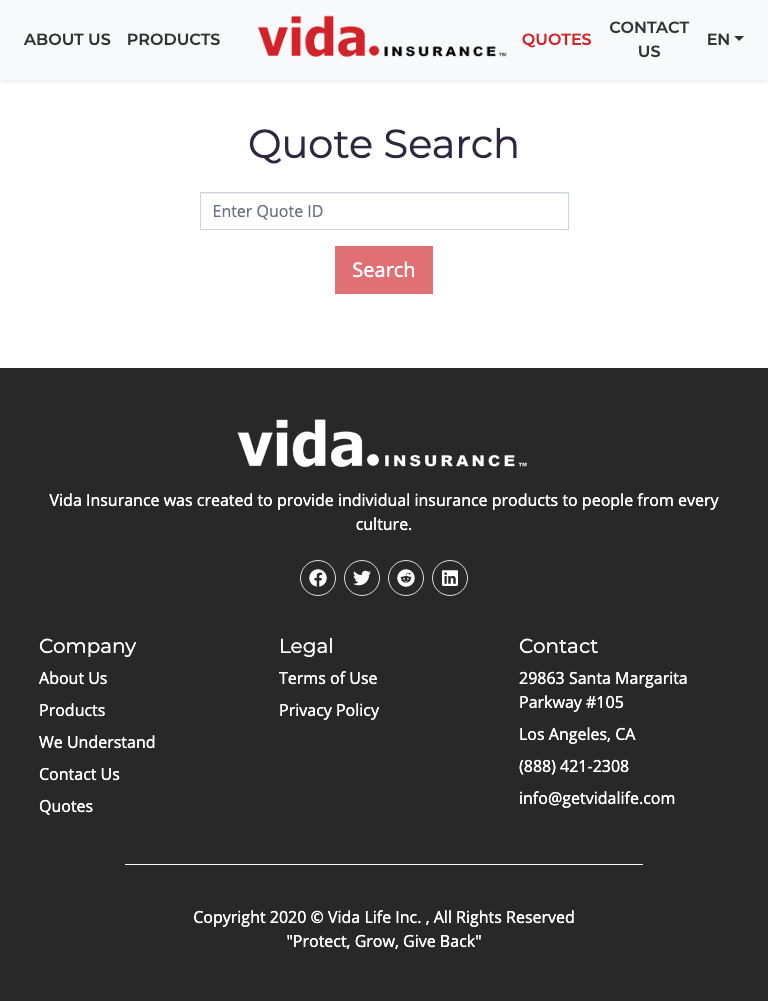 ABOUT US
PRODUCTS
vida.INSURANCE™
QUOTES
CONTACT
US
EN
Quote Search
Enter Quote ID
Search
vida.INSURANCE™
Vida Insurance was created to provide individual insurance products to people from every
culture.
Company
About Us
Products
We Understand
Contact Us
Quotes
Legal
Terms of Use
Privacy Policy
Contact
29863 Santa Margarita
Parkway #105
Los Angeles, CA
(888) 421-2308
info@getvidalife.com
Copyright 2020 © Vida Life Inc. , All Rights Reserved
"Protect, Grow, Give Back"